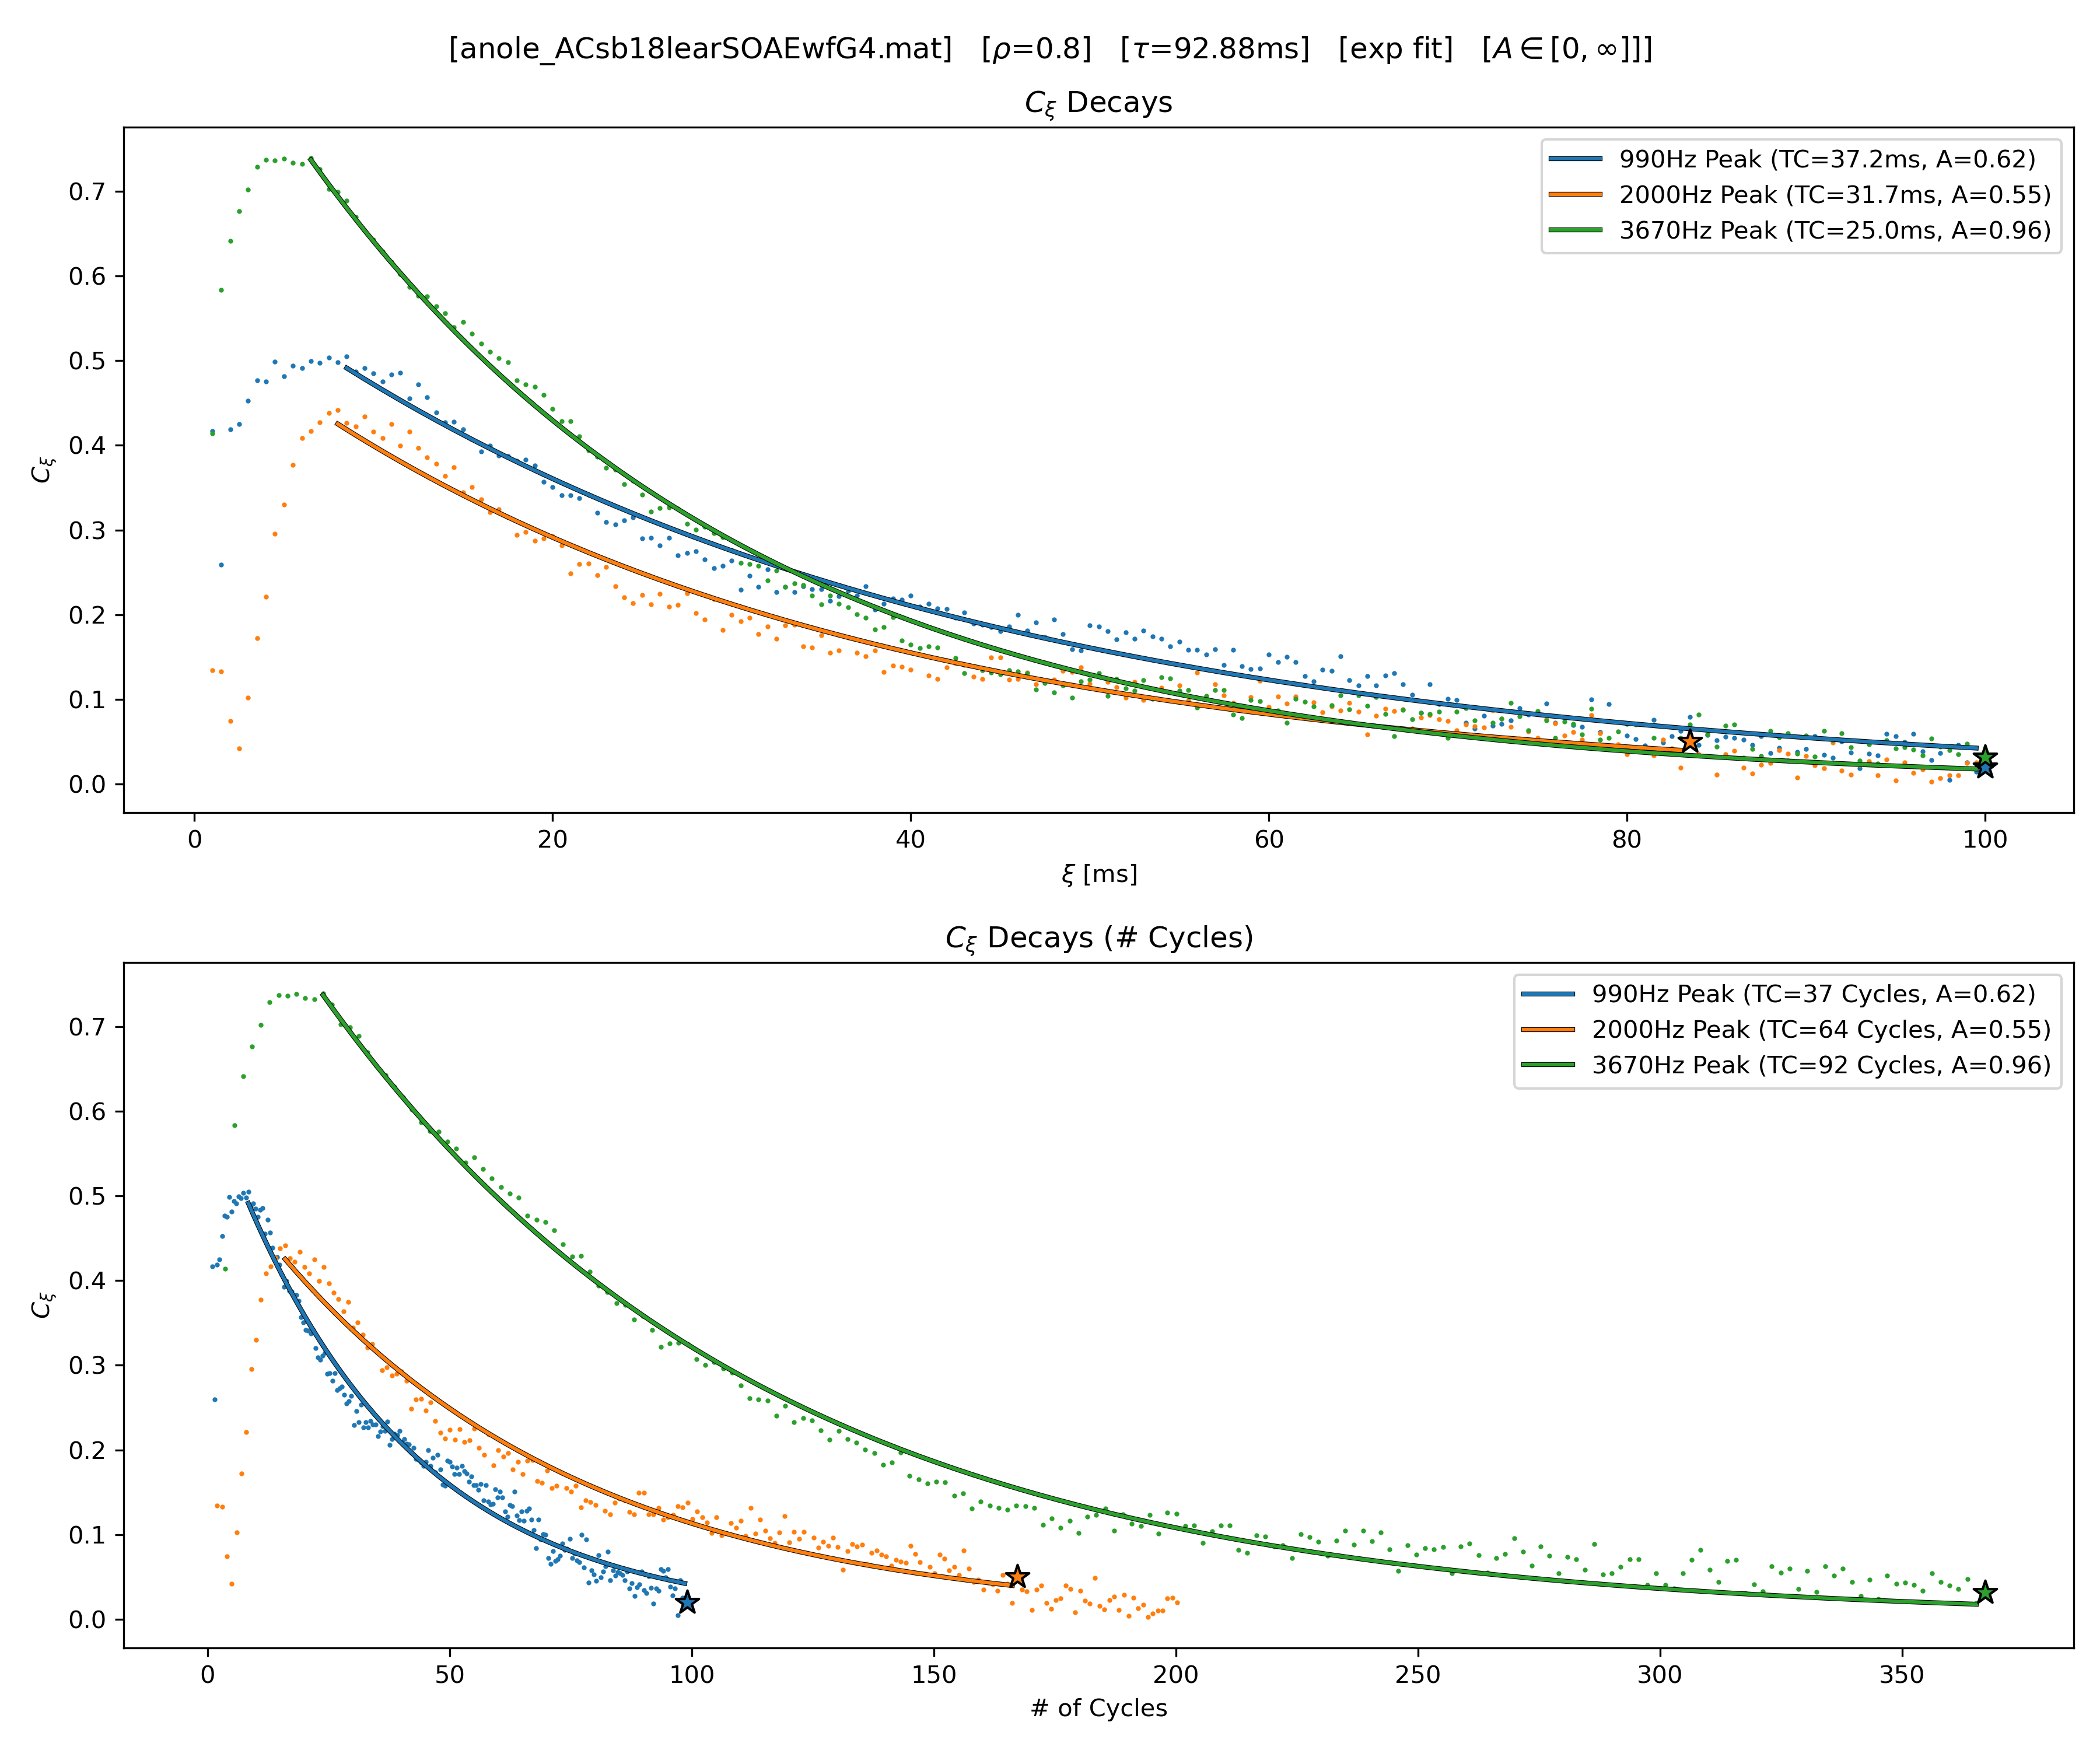 [anole_ACsb18learSOAEwfG4.mat] [ρ=0.8] [τ=92.88ms] [exp fit] [A ∈ [0, ∞]]]
C_ξ Decays
990Hz Peak (TC=37.2ms, A=0.62)
2000Hz Peak (TC=31.7ms, A=0.55)
3670Hz Peak (TC=25.0ms, A=0.96)
C_ξ
0.7
0.6
0.5
0.4
0.3
0.2
0.1
0.0
0 20 40 60 80 100
ξ [ms]
C_ξ Decays (# Cycles)
990Hz Peak (TC=37 Cycles, A=0.62)
2000Hz Peak (TC=64 Cycles, A=0.55)
3670Hz Peak (TC=92 Cycles, A=0.96)
C_ξ
0.7
0.6
0.5
0.4
0.3
0.2
0.1
0.0
0 50 100 150 200 250 300 350
# of Cycles